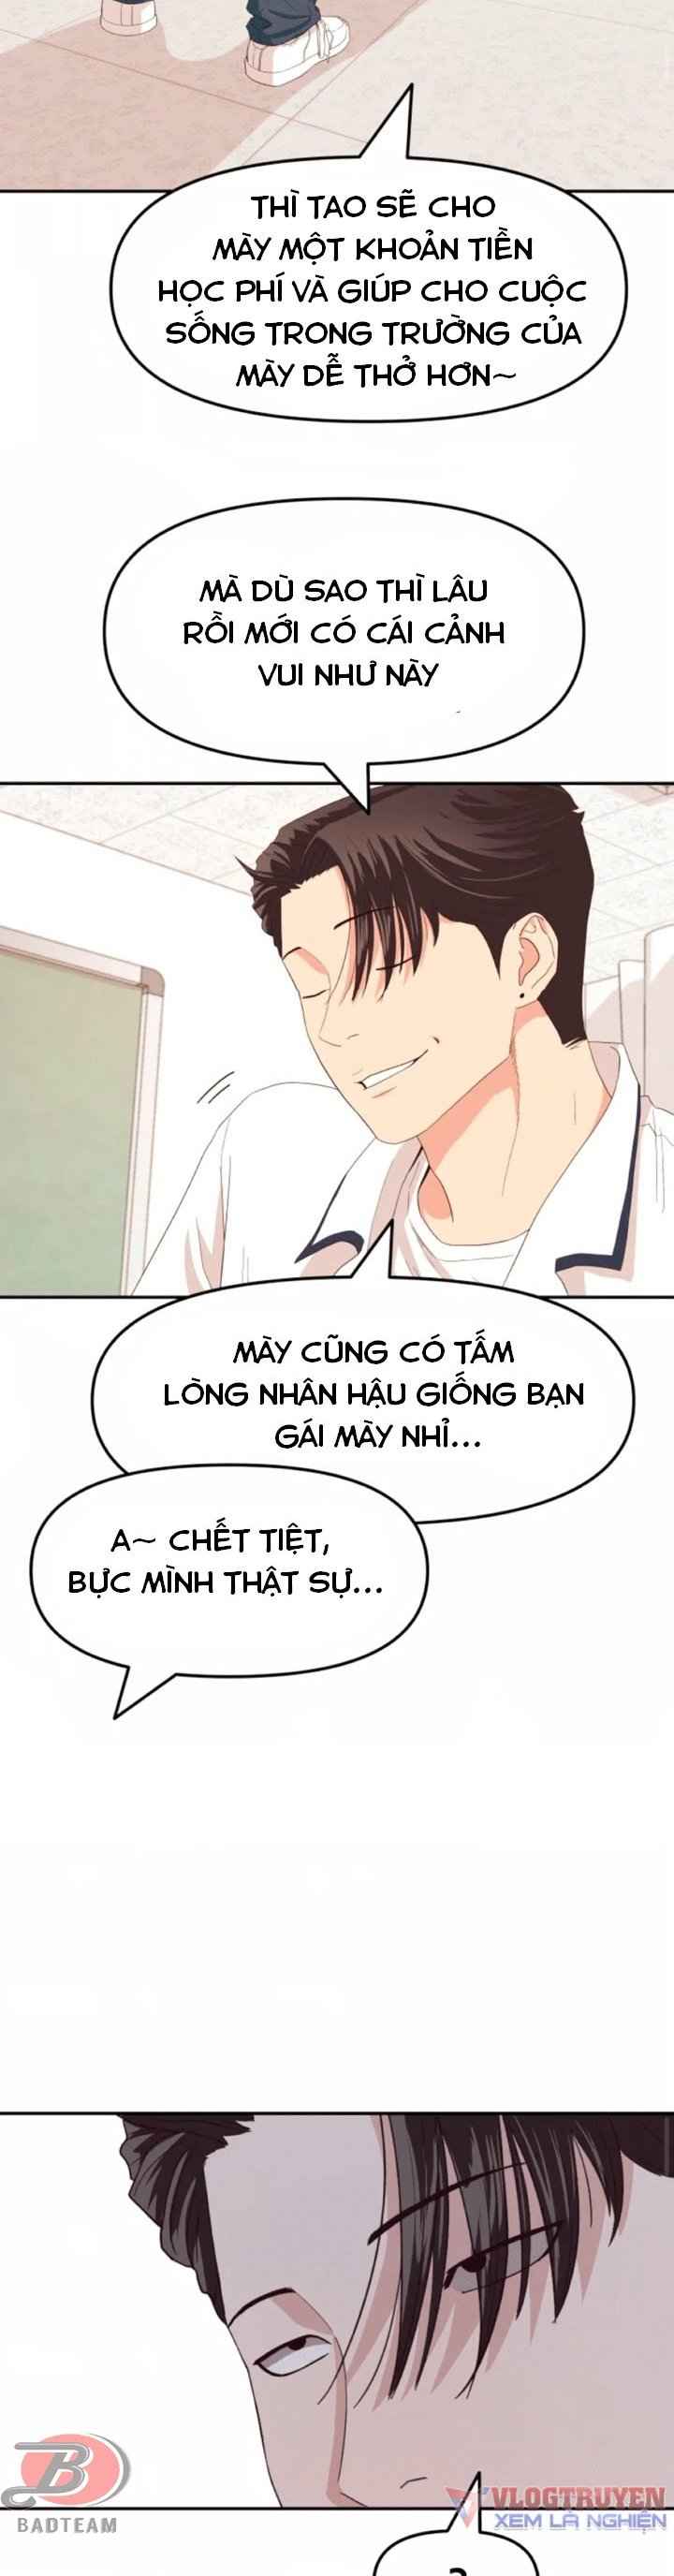 THÌ TAO SẼ CHO
MÀY MỘT KHOẢN TIỀN
HỌC PHÍ VÀ GIÚP CHO CUỘC
SỐNG TRONG TRƯỜNG CỦA
MÀY DỄ THỞ HƠN~
MÀ DÙ SAO THÌ LÂU
RỒI MỚI CÓ CÁI CẢNH
VUI NHƯ NÀY
MÀY CŨNG CÓ TẤM
LÒNG NHÂN HẬU GIỐNG BẠN
GÁI MÀY NHỈ...
A~ CHẾT TIỆT,
BỰC MÌNH THẬT SỰ...
B
BADTEAM
VLOGTRUYEN
XEM LÀ NGHIỆN